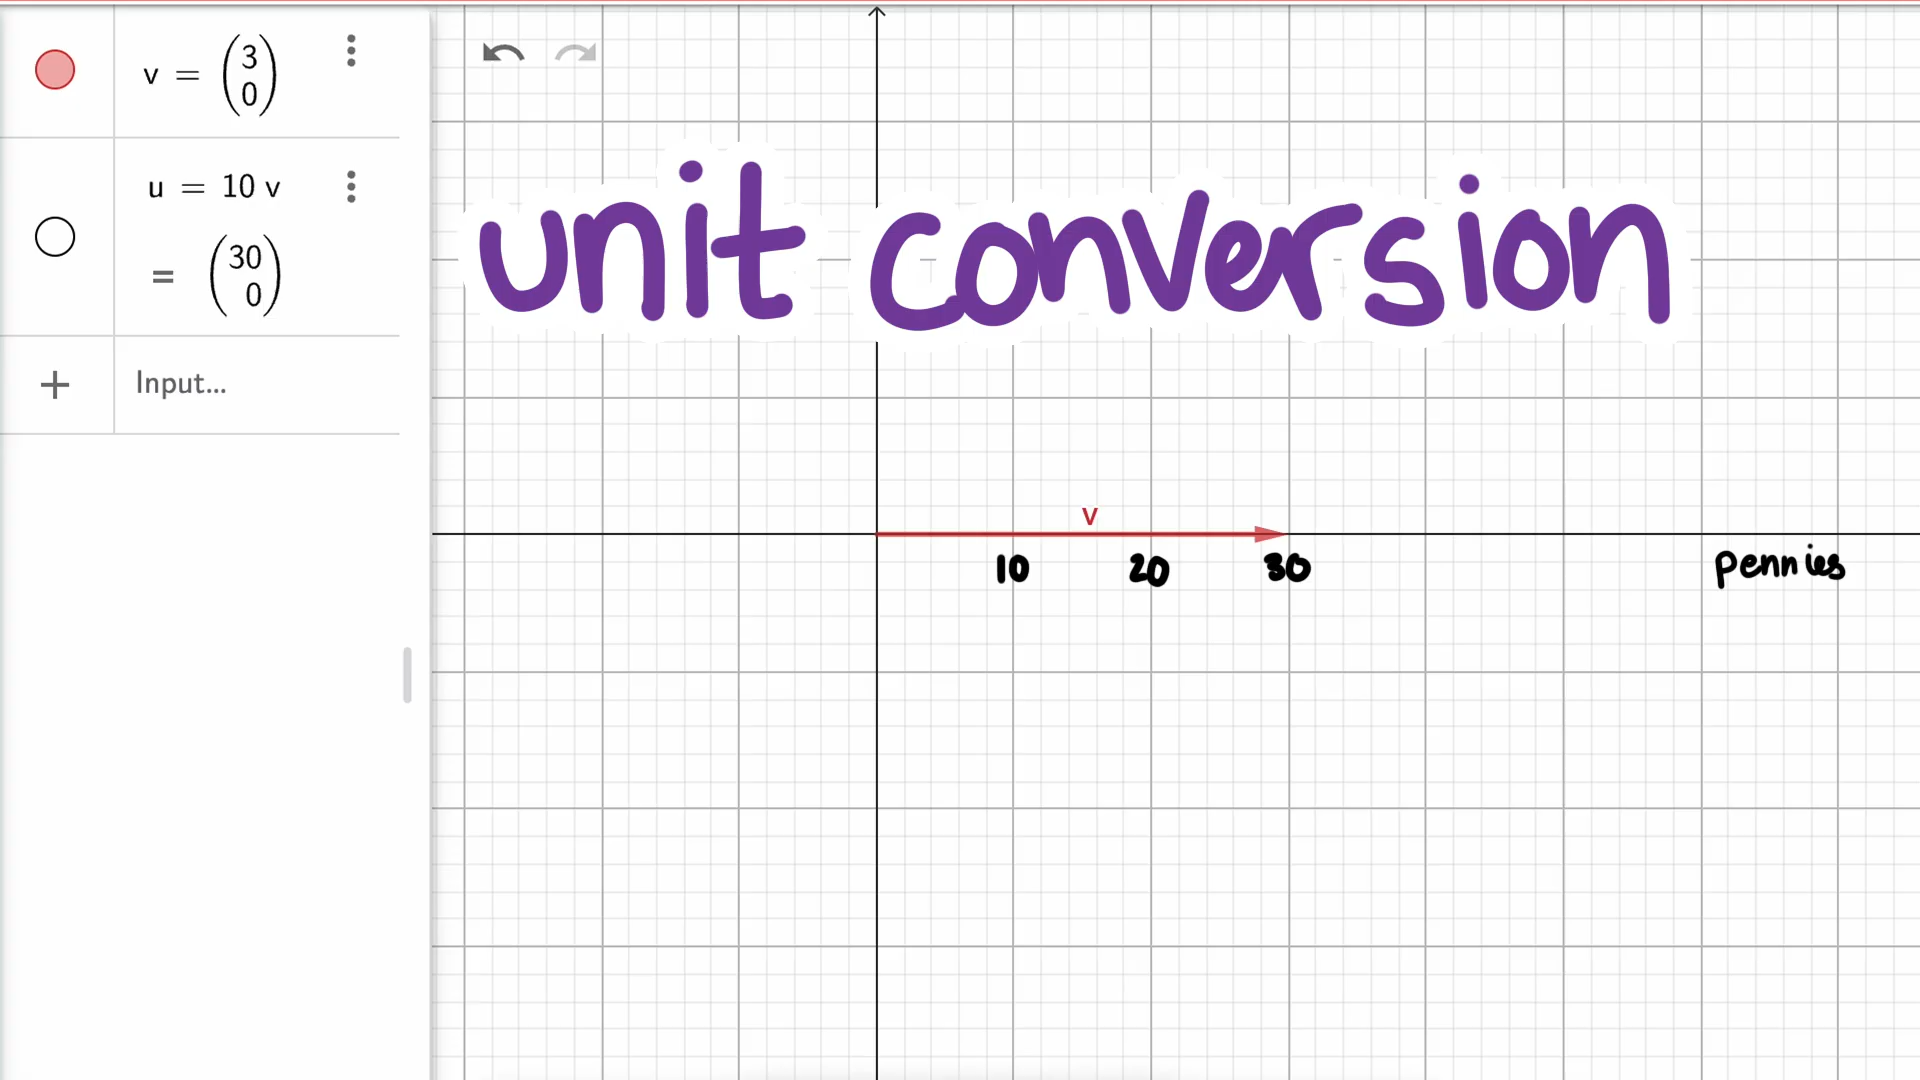 v = (3
0)
u = 10 v
= (30
0)
+ Input...
unit conversion
v
10 20 30 pennies